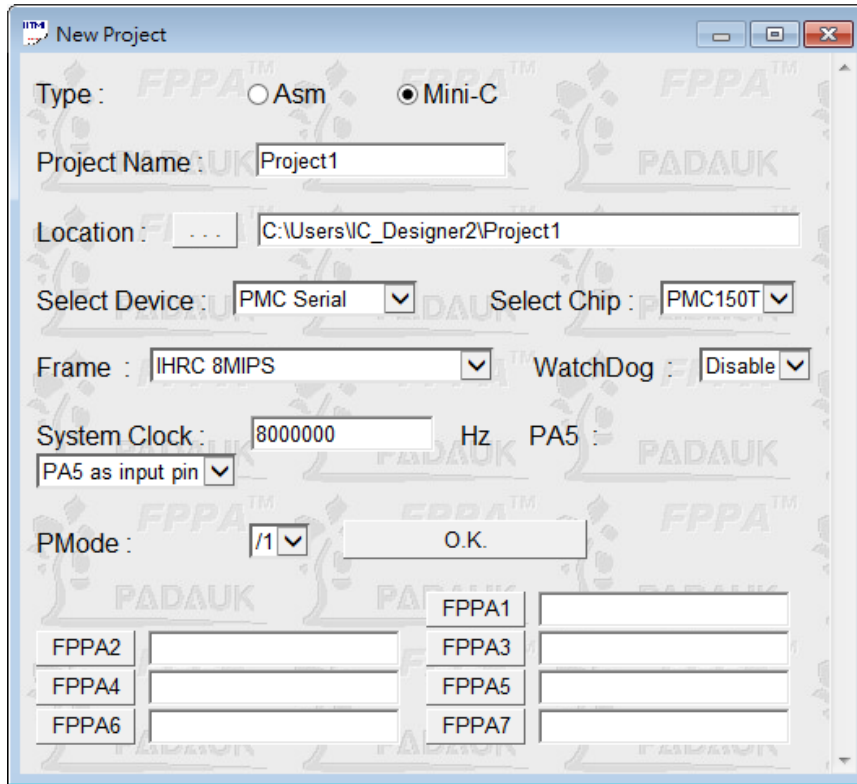 New Project
Type : Asm Mini-C
Project Name : Project1
Location : . . . C:\Users\IC_Designer2\Project1
Select Device : PMC Serial Select Chip : PMC150T
Frame : IHRC 8MIPS WatchDog : Disable
System Clock : 8000000 Hz PA5 :
PA5 as input pin
PMode : /1 O.K.
FPPA1
FPPA2 FPPA3
FPPA4 FPPA5
FPPA6 FPPA7
FPPA™
PADAUK